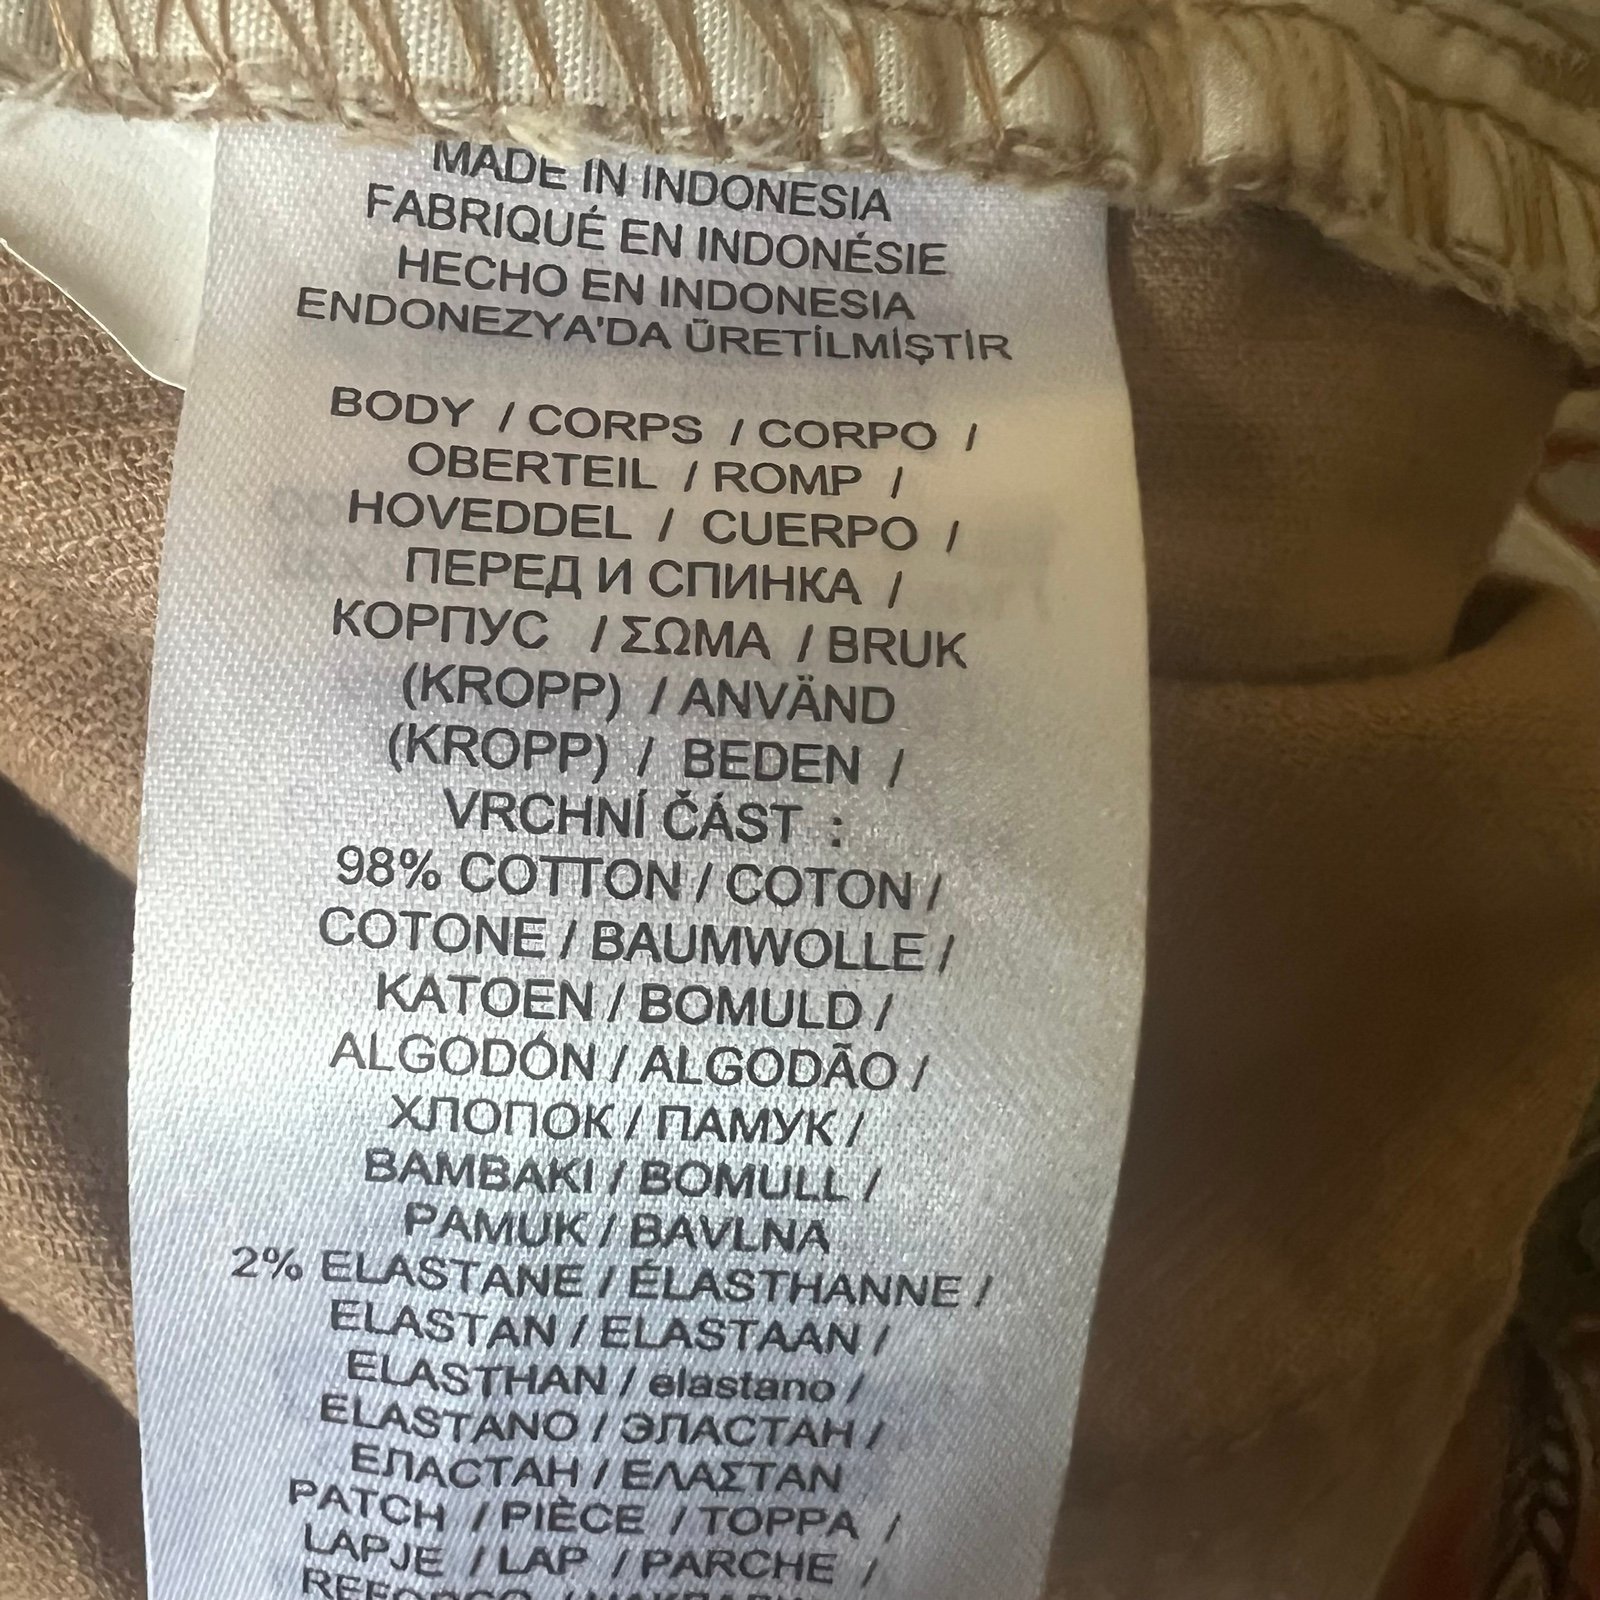 MADE IN INDONESIA
FABRIQUÉ EN INDONÉSIE
HECHO EN INDONESIA
ENDONEZYA'DA ÜRETİLMİŞTİR
BODY / CORPS / CORPO /
OBERTEIL / ROMP /
HOVEDDEL / CUERPO /
ПЕРЕД И СПИНКА /
КОРПУС / ΣΩΜΑ / BRUK
(KROPP) / ANVÄND
(KROPP) / BEDEN /
VRCHNÍ ČÁST :
98% COTTON / COTON /
COTONE / BAUMWOLLE /
KATOEN / BOMULD /
ALGODÓN / ALGODÃO /
ХЛОПОК / ПАМУК /
BAMBAKI / BOMULL /
PAMUK / BAVLNA
2% ELASTANE / ÉLASTHANNE /
ELASTAN / ELASTAAN /
ELASTHAN / elastano /
ELASTANO / ЭЛАСТАН /
ЕЛАСТАН / ΕΛΑΣΤΑΝ
PATCH / PIÈCE / TOPPA /
LAPJE / LAP / PARCHE /